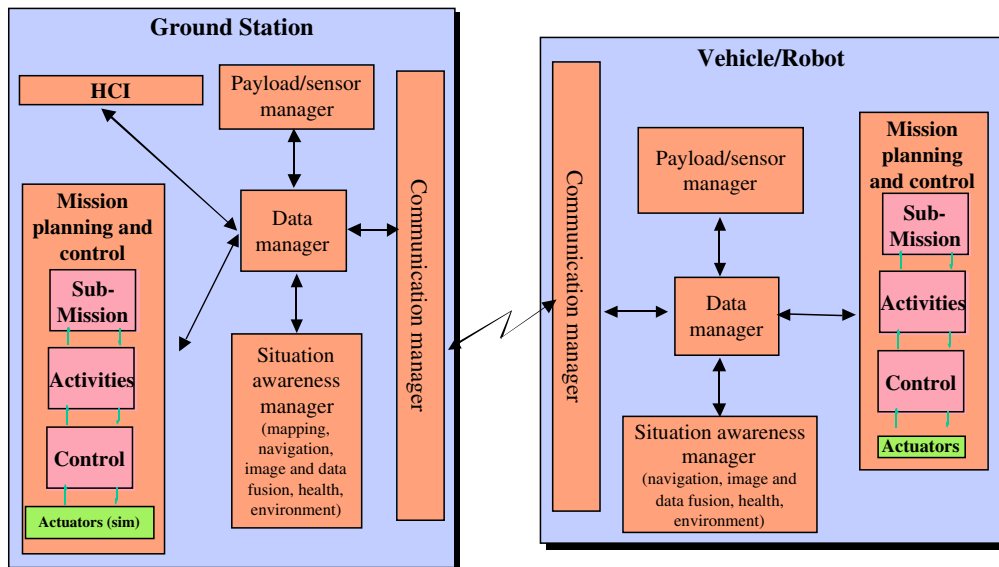 Ground Station
HCI
Payload/sensor
manager
Mission
planning and
control
Sub-
Mission
Activities
Control
Actuators (sim)
Data
manager
Situation
awareness
manager
(mapping,
navigation,
image and data
fusion, health,
environment)
Communication manager
Vehicle/Robot
Communication manager
Payload/sensor
manager
Data
manager
Situation awareness
manager
(navigation, image and
data fusion, health,
environment)
Mission
planning
and control
Sub-
Mission
Activities
Control
Actuators